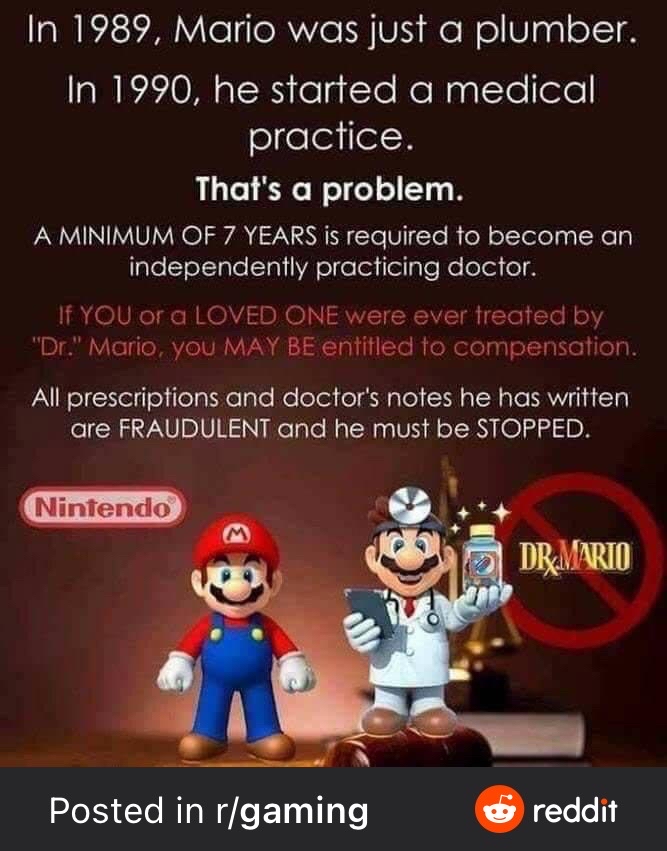 In 1989, Mario was just a plumber.
In 1990, he started a medical
practice.
That's a problem.
A MINIMUM OF 7 YEARS is required to become an
independently practicing doctor.
If YOU or a LOVED ONE were ever treated by
"Dr." Mario, you MAY BE entitled to compensation.
All prescriptions and doctor's notes he has written
are FRAUDULENT and he must be STOPPED.
Nintendo®
M
DR. MARIO
Posted in r/gaming
reddit